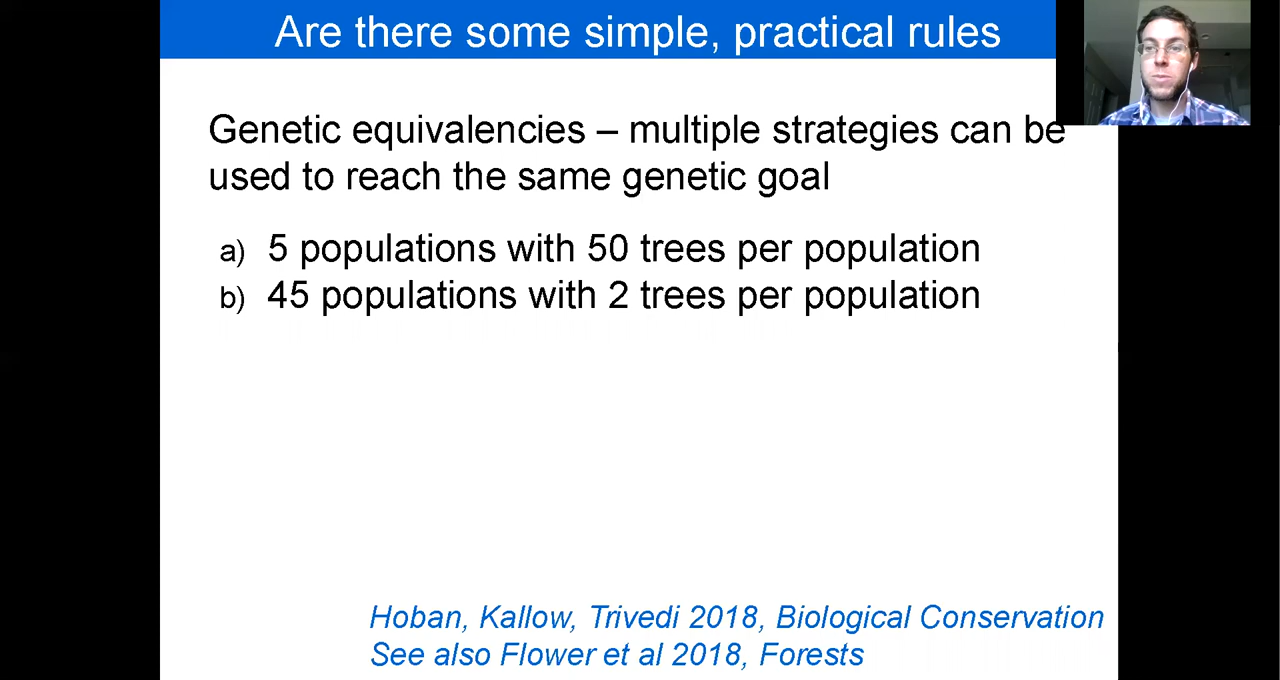 Are there some simple, practical rules
Genetic equivalencies – multiple strategies can be
used to reach the same genetic goal
a) 5 populations with 50 trees per population
b) 45 populations with 2 trees per population
Hoban, Kallow, Trivedi 2018, Biological Conservation
See also Flower et al 2018, Forests